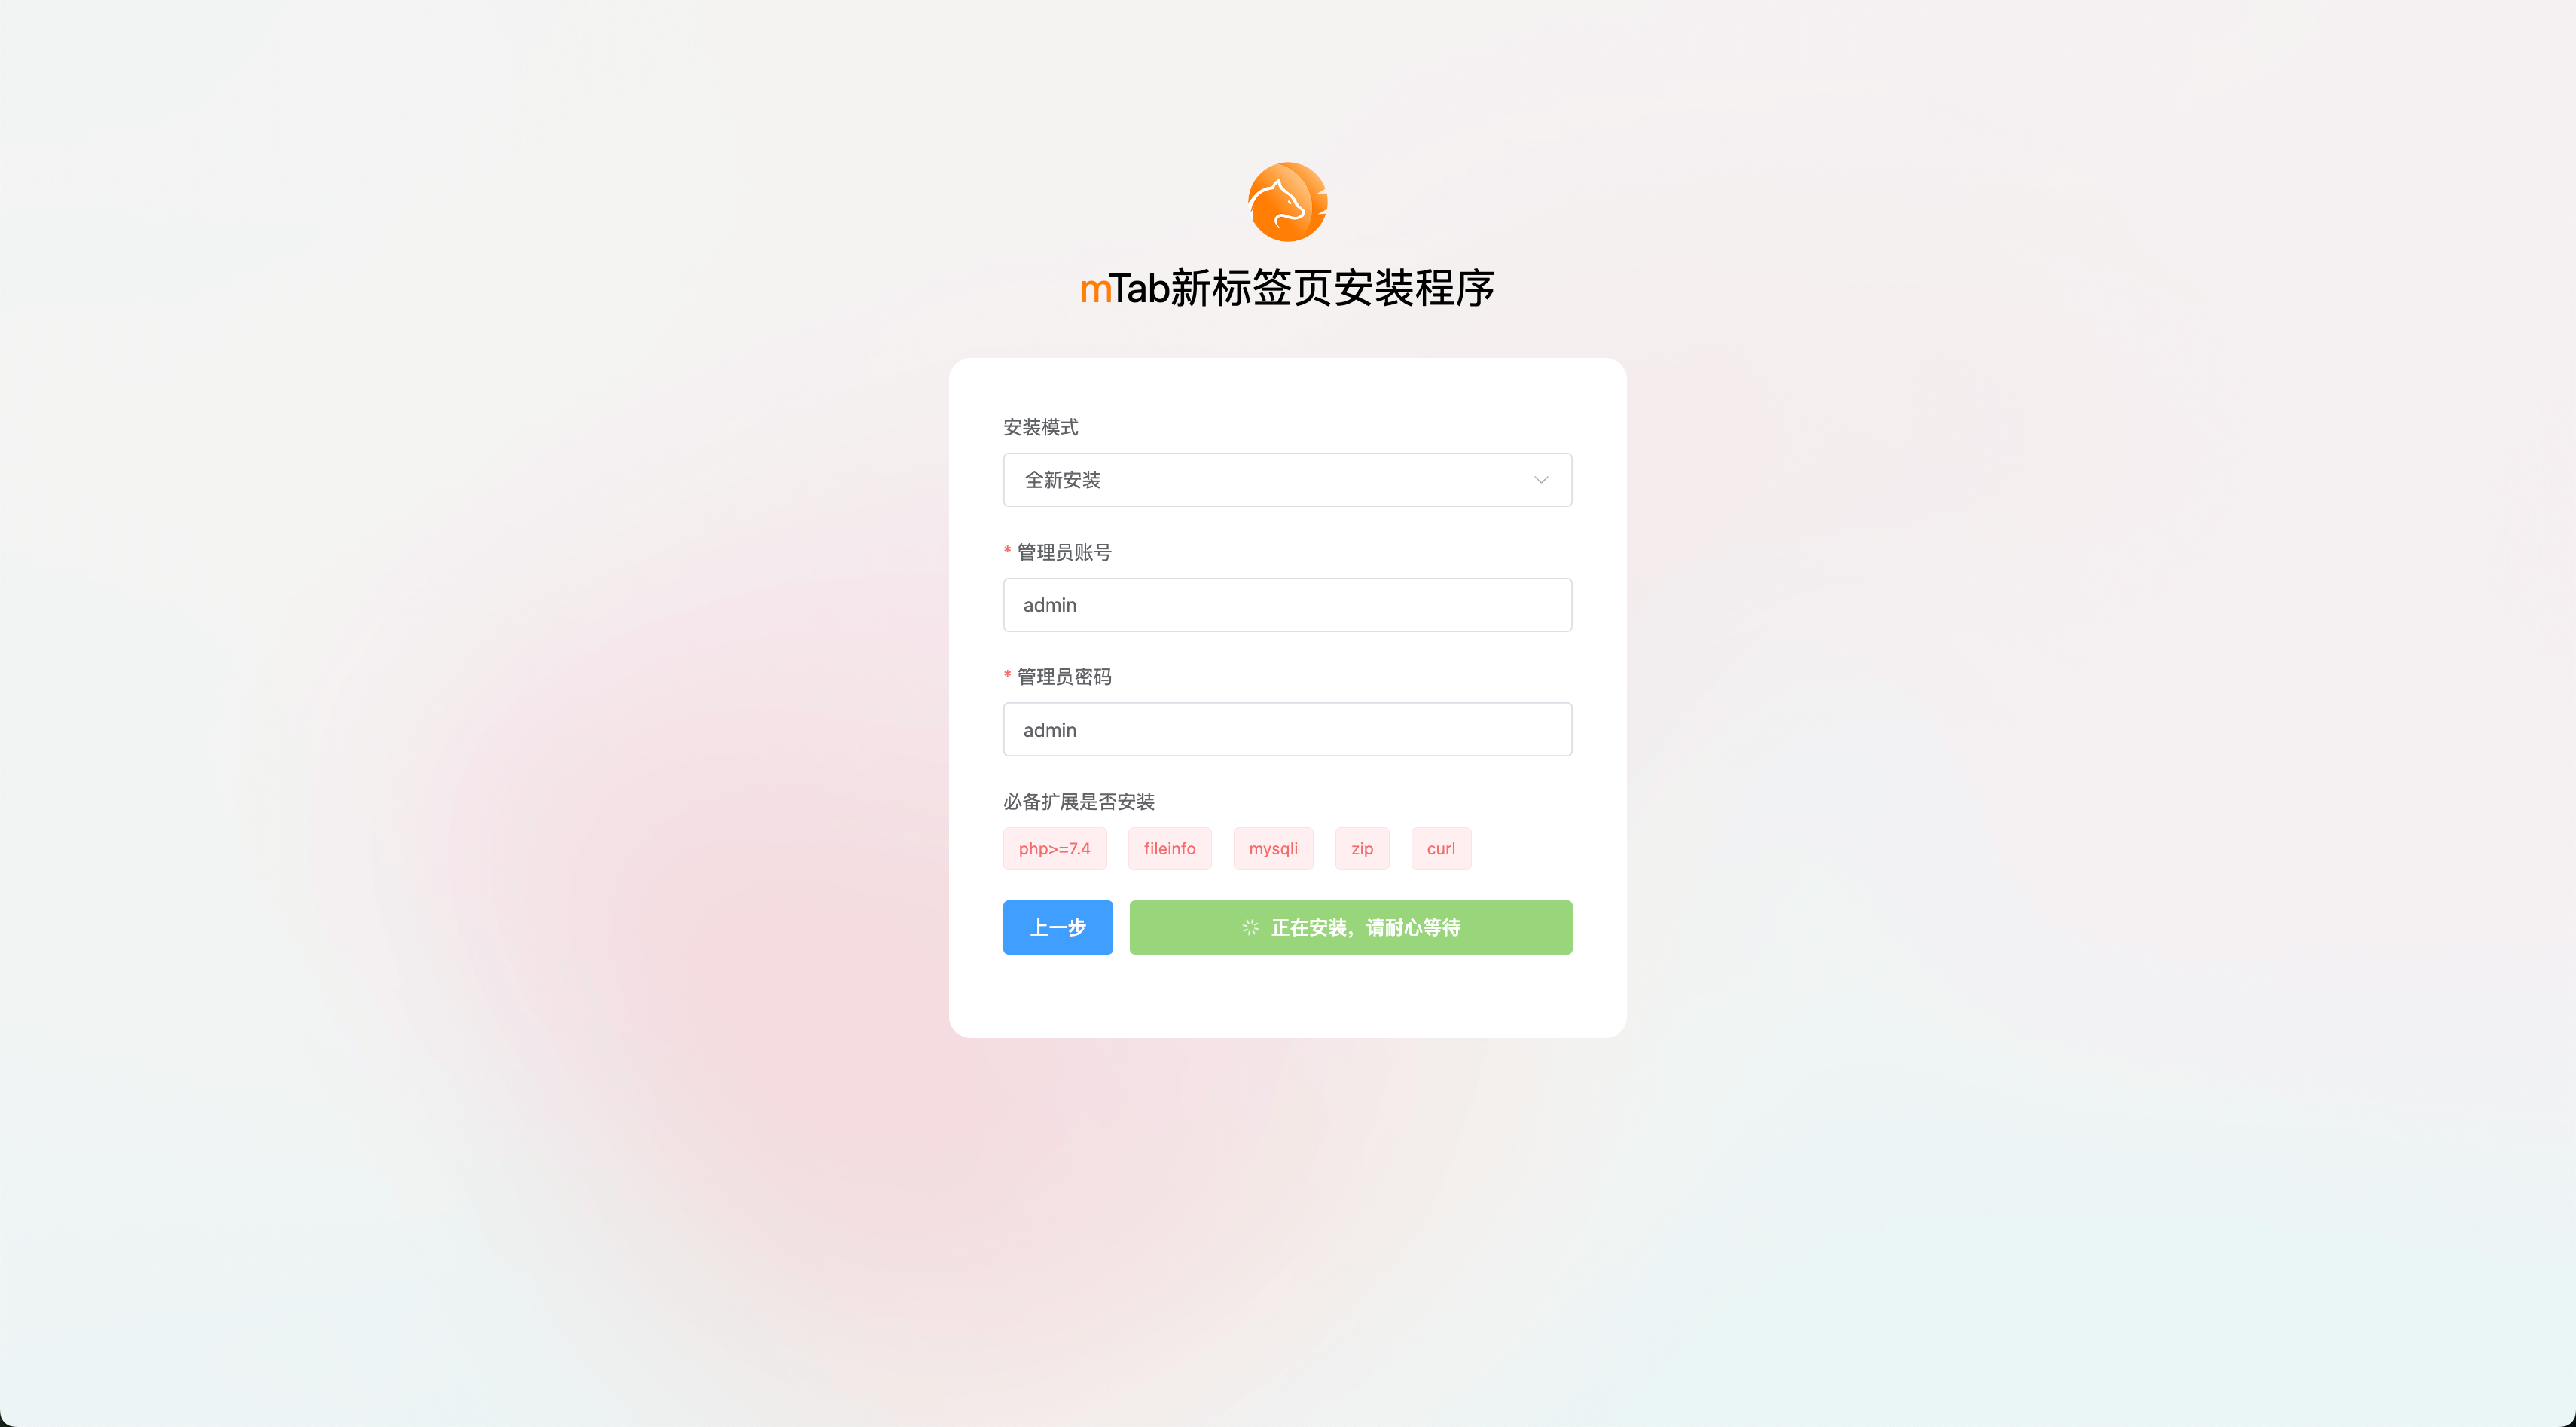 mTab新标签页安装程序
安装模式
全新安装
* 管理员账号
admin
* 管理员密码
admin
必备扩展是否安装
php>=7.4 fileinfo mysqli zip curl
上一步 正在安装，请耐心等待